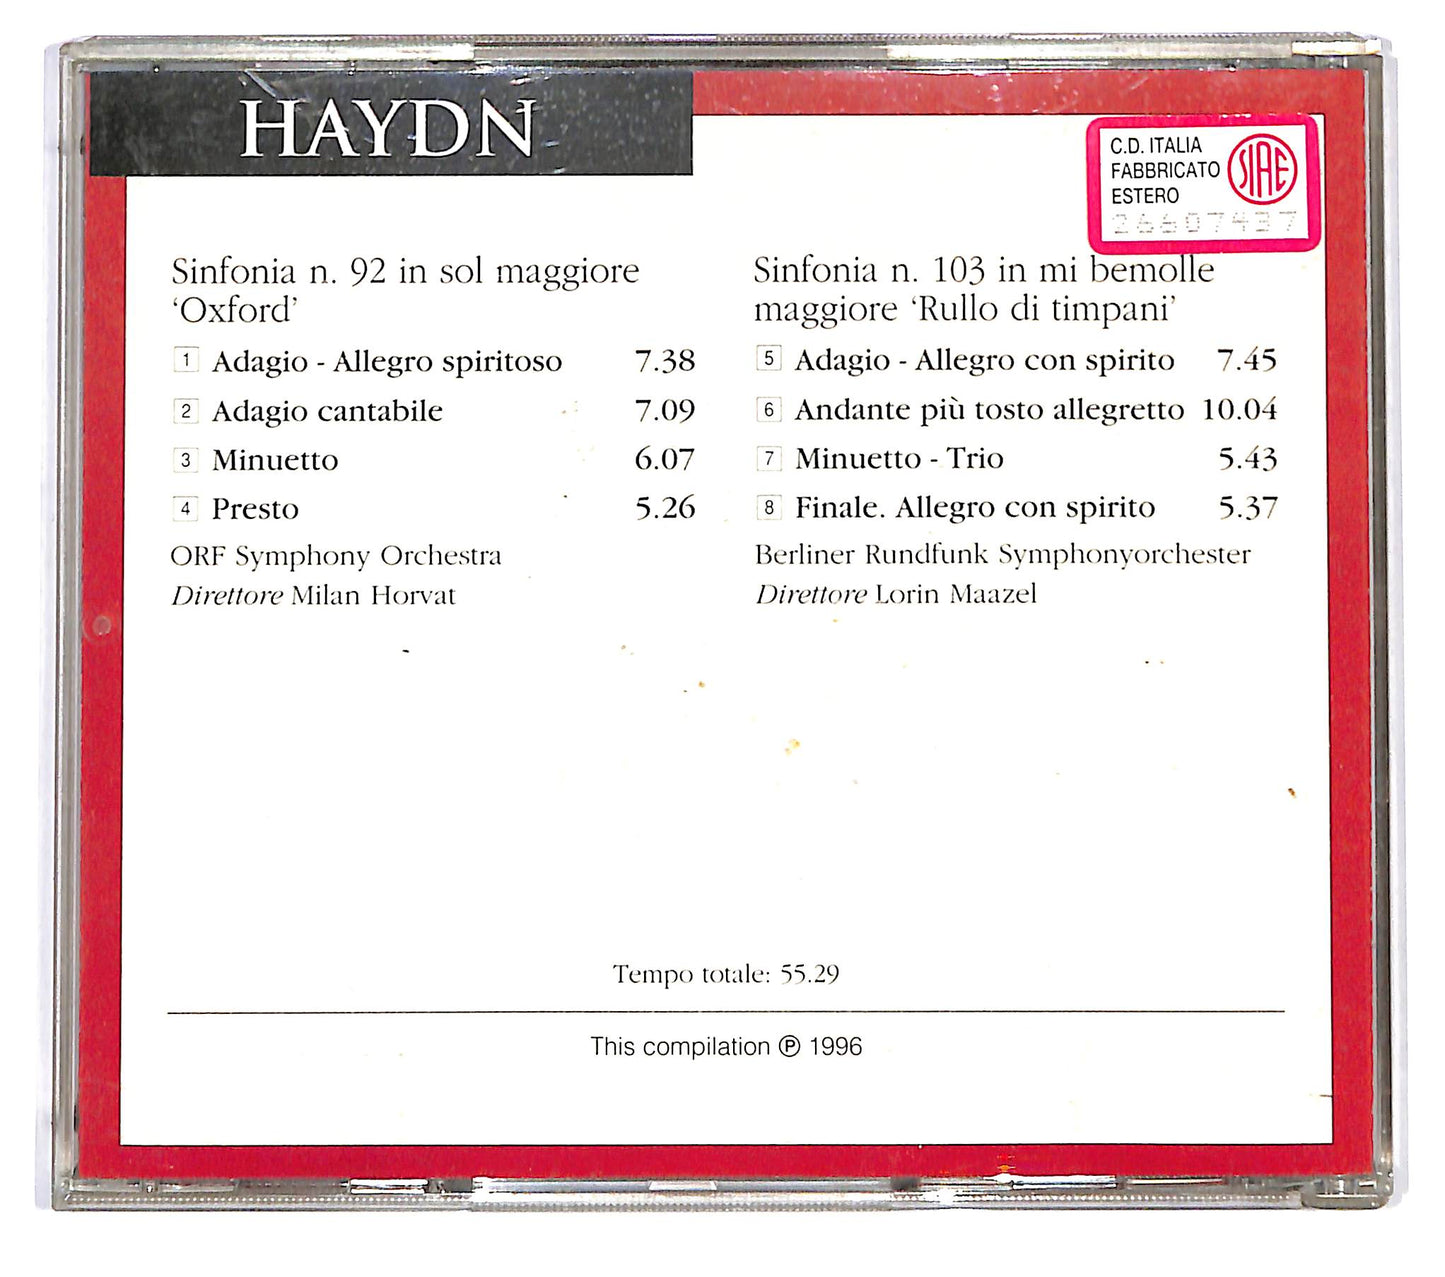 HAYDN
C.D. ITALIA
FABBRICATO
ESTERO
SIAE
26607437
Sinfonia n. 92 in sol maggiore
‘Oxford’
1 Adagio - Allegro spiritoso 7.38
2 Adagio cantabile 7.09
3 Minuetto 6.07
4 Presto 5.26
ORF Symphony Orchestra
Direttore Milan Horvat
Sinfonia n. 103 in mi bemolle
maggiore ‘Rullo di timpani’
5 Adagio - Allegro con spirito 7.45
6 Andante più tosto allegretto 10.04
7 Minuetto - Trio 5.43
8 Finale. Allegro con spirito 5.37
Berliner Rundfunk Symphonyorchester
Direttore Lorin Maazel
Tempo totale: 55.29
This compilation ℗ 1996